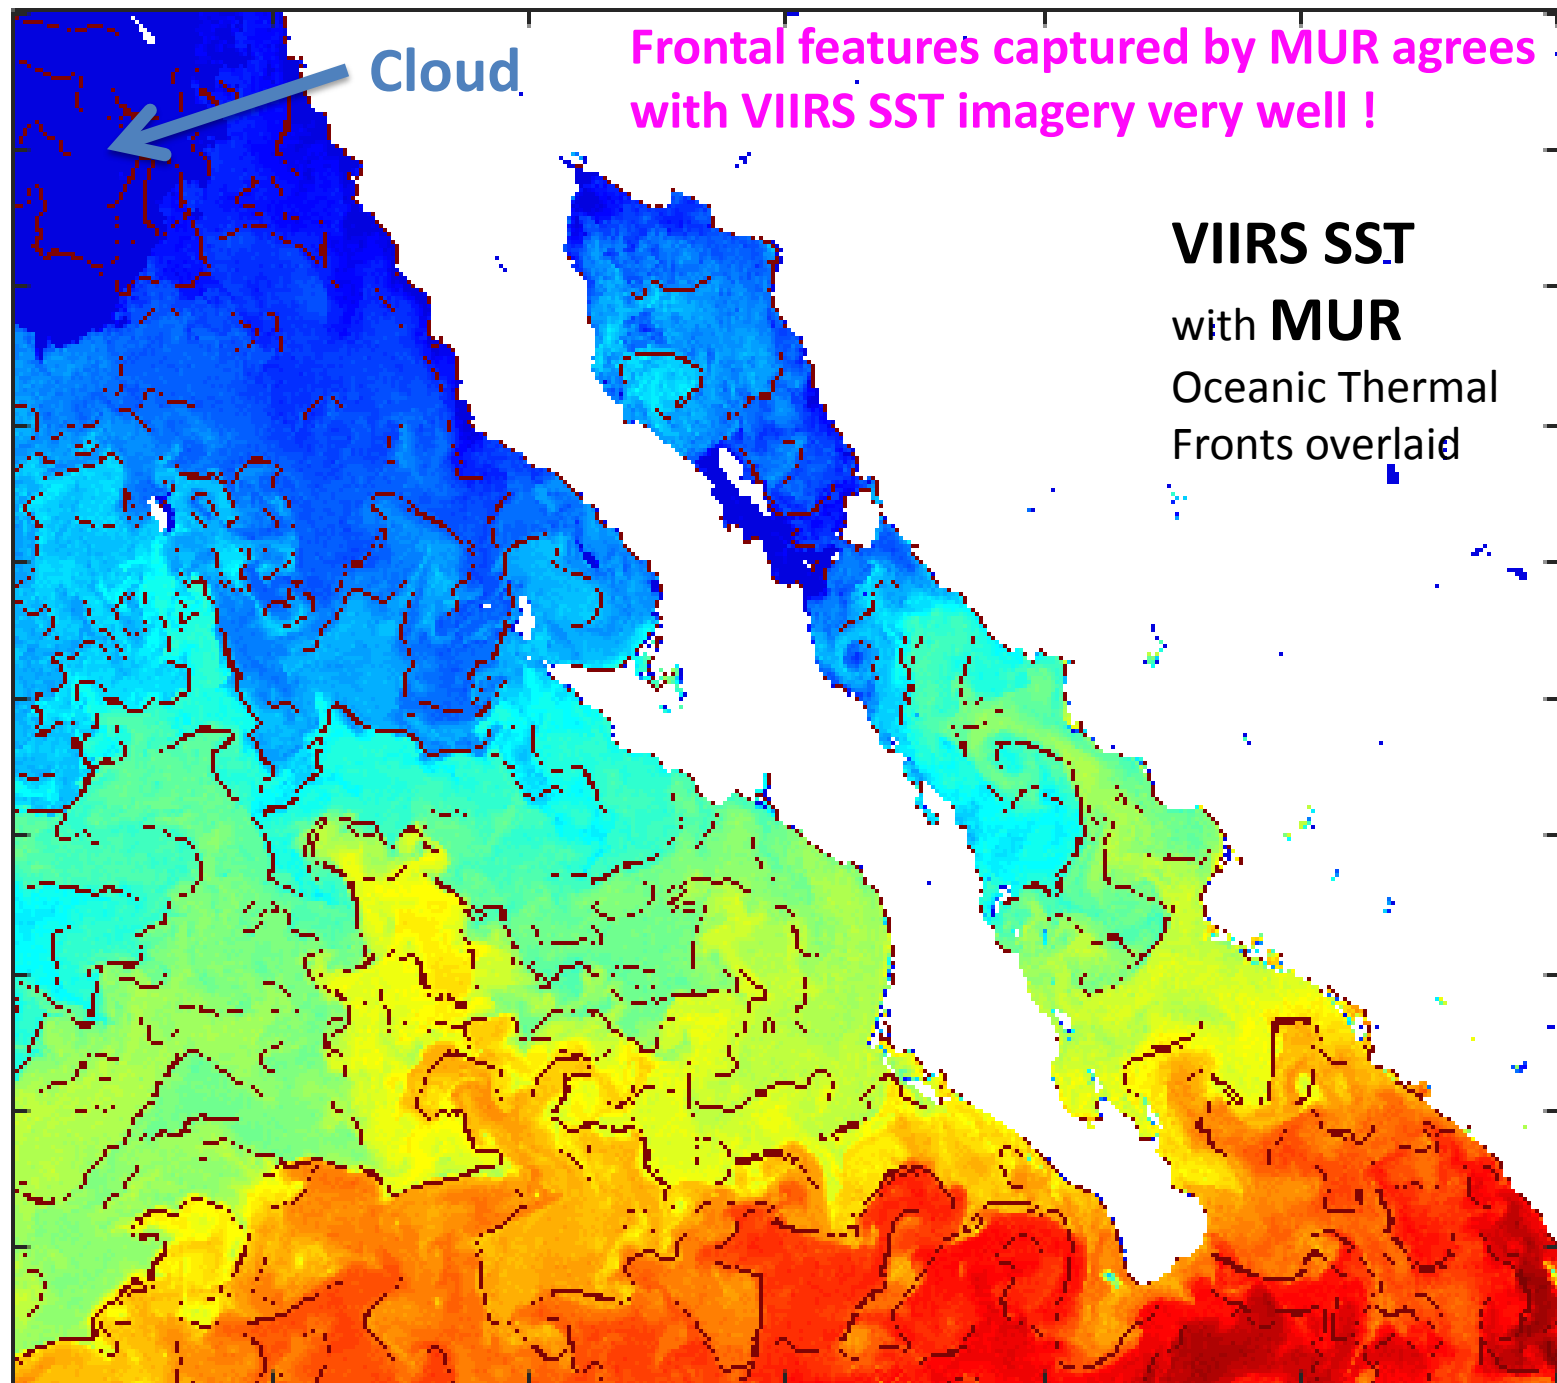 Cloud
Frontal features captured by MUR agrees
with VIIRS SST imagery very well !
VIIRS SST
with MUR
Oceanic Thermal
Fronts overlaid